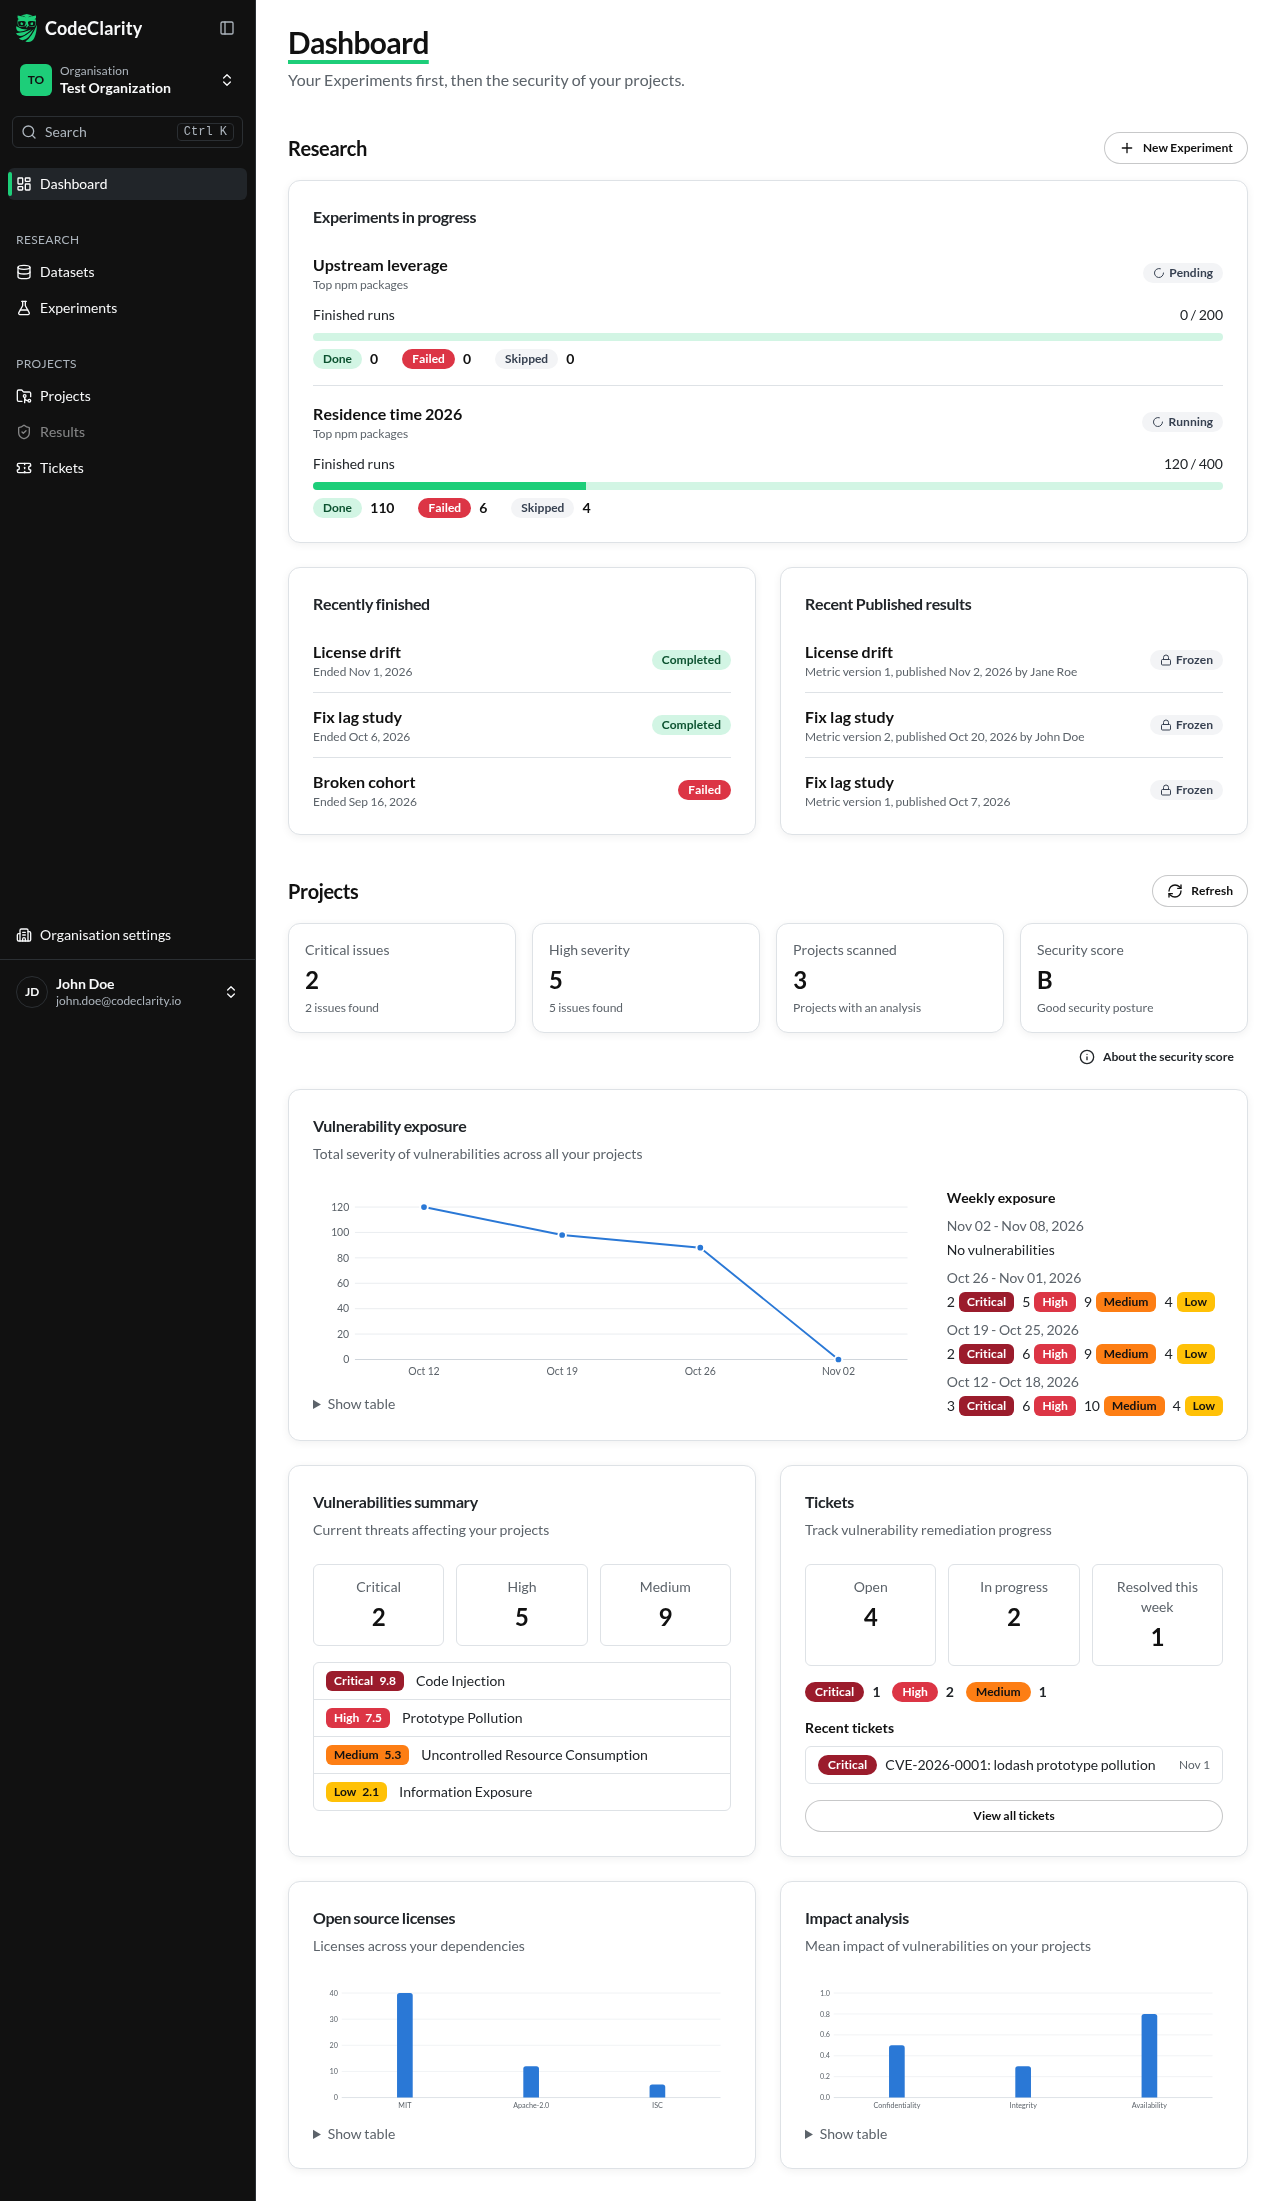 CodeClarity
TO
Organisation
Test Organization
Search
Ctrl K
Dashboard
RESEARCH
Datasets
Experiments
PROJECTS
Projects
Results
Tickets
Organisation settings
JD
John Doe
john.doe@codeclarity.io
Dashboard
Your Experiments first, then the security of your projects.
Research
New Experiment
Experiments in progress
Upstream leverage
Top npm packages
Pending
Finished runs
0 / 200
Done 0 Failed 0 Skipped 0
Residence time 2026
Top npm packages
Running
Finished runs
120 / 400
Done 110 Failed 6 Skipped 4
Recently finished
License drift
Ended Nov 1, 2026
Completed
Fix lag study
Ended Oct 6, 2026
Completed
Broken cohort
Ended Sep 16, 2026
Failed
Recent Published results
License drift
Metric version 1, published Nov 2, 2026 by Jane Roe
Frozen
Fix lag study
Metric version 2, published Oct 20, 2026 by John Doe
Frozen
Fix lag study
Metric version 1, published Oct 7, 2026
Frozen
Projects
Refresh
Critical issues
2
2 issues found
High severity
5
5 issues found
Projects scanned
3
Projects with an analysis
Security score
B
Good security posture
About the security score
Vulnerability exposure
Total severity of vulnerabilities across all your projects
120
100
80
60
40
20
0
Oct 12 Oct 19 Oct 26 Nov 02
Show table
Weekly exposure
Nov 02 - Nov 08, 2026
No vulnerabilities
Oct 26 - Nov 01, 2026
2 Critical 5 High 9 Medium 4 Low
Oct 19 - Oct 25, 2026
2 Critical 6 High 9 Medium 4 Low
Oct 12 - Oct 18, 2026
3 Critical 6 High 10 Medium 4 Low
Vulnerabilities summary
Current threats affecting your projects
Critical
2
High
5
Medium
9
Critical 9.8 Code Injection
High 7.5 Prototype Pollution
Medium 5.3 Uncontrolled Resource Consumption
Low 2.1 Information Exposure
Tickets
Track vulnerability remediation progress
Open
4
In progress
2
Resolved this
week
1
Critical 1 High 2 Medium 1
Recent tickets
Critical CVE-2026-0001: lodash prototype pollution Nov 1
View all tickets
Open source licenses
Licenses across your dependencies
40
30
20
10
0
MIT Apache-2.0 ISC
Show table
Impact analysis
Mean impact of vulnerabilities on your projects
1.0
0.8
0.6
0.4
0.2
0.0
Confidentiality Integrity Availability
Show table